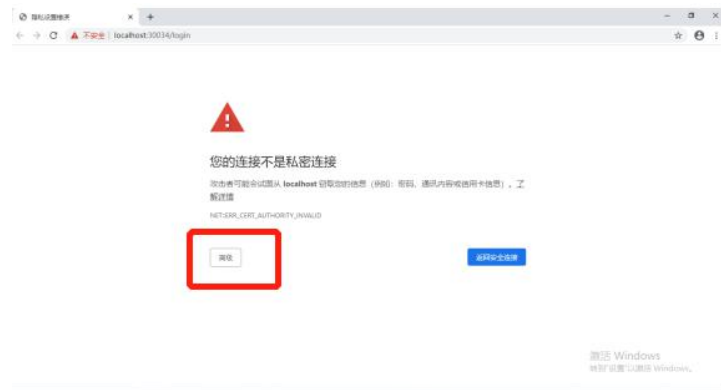 隐私设置错误
不安全 | localhost:30034/login
您的连接不是私密连接
攻击者可能会试图从 localhost 窃取您的信息（例如：密码、通讯内容或信用卡信息）。了
解详情
NET::ERR_CERT_AUTHORITY_INVALID
高级
返回安全连接
激活 Windows
转到"设置"以激活 Windows。